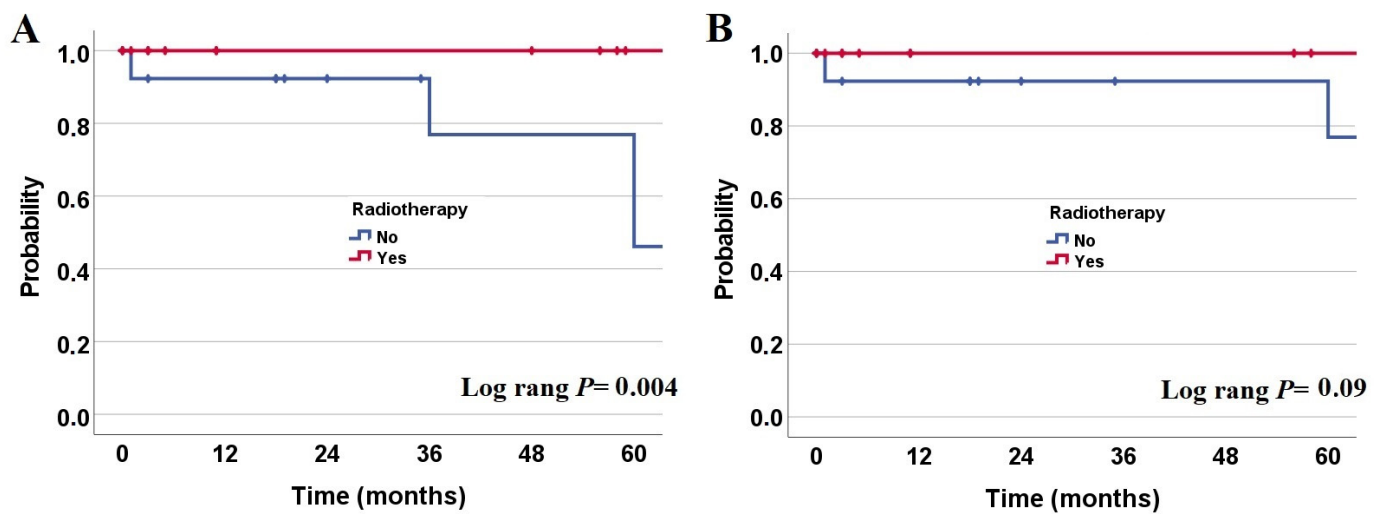 A
1.0
0.8
0.6
0.4
0.2
0.0
Probability
Radiotherapy
No
Yes
Log rang P= 0.004
0 12 24 36 48 60
Time (months)
B
1.0
0.8
0.6
0.4
0.2
0.0
Probability
Radiotherapy
No
Yes
Log rang P= 0.09
0 12 24 36 48 60
Time (months)